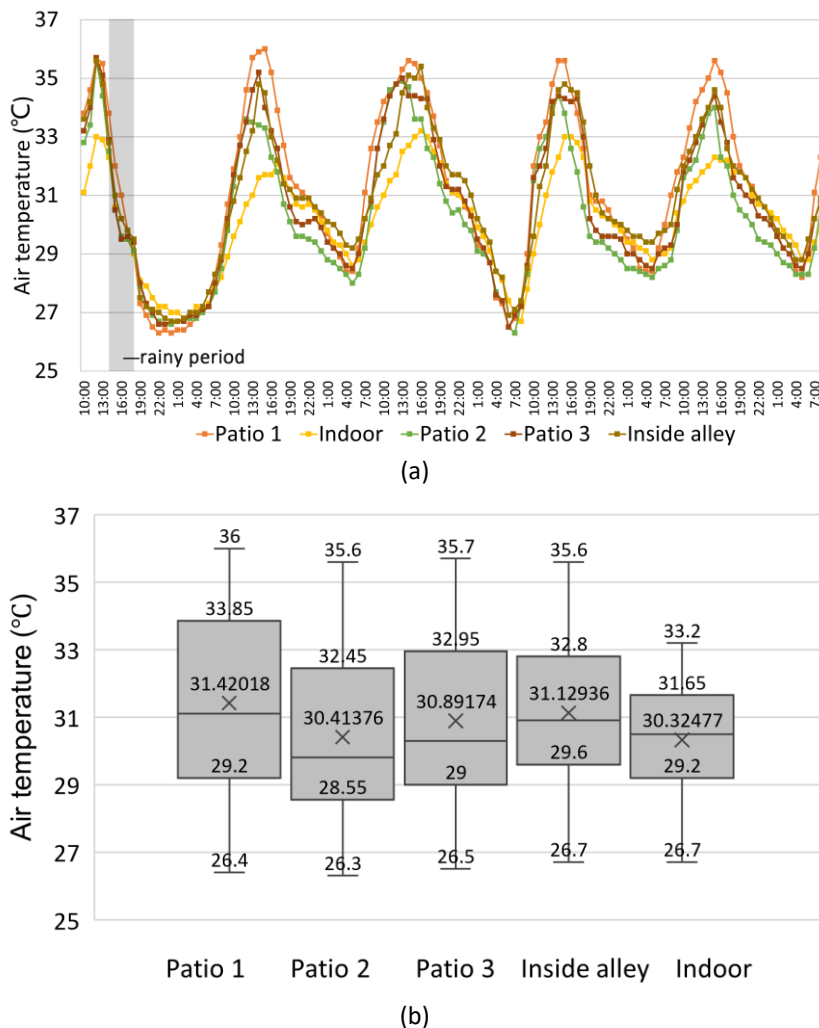 37
35
33
31
29
27
25
Air temperature (℃)
—rainy period
10:00 13:00 16:00 19:00 22:00 1:00 4:00 7:00 10:00 13:00 16:00 19:00 22:00 1:00 4:00 7:00 10:00 13:00 16:00 19:00 22:00 1:00 4:00 7:00 10:00 13:00 16:00 19:00 22:00 1:00 4:00 7:00 10:00 13:00 16:00 19:00 22:00 1:00 4:00 7:00
Patio 1 Indoor Patio 2 Patio 3 Inside alley
(a)
37
35
33
31
29
27
25
Air temperature (℃)
36 35.6 35.7 35.6 33.2
33.85 32.45 32.95 32.8 31.65
31.42018 30.41376 30.89174 31.12936 30.32477
29.2 28.55 29 29.6 29.2
26.4 26.3 26.5 26.7 26.7
Patio 1 Patio 2 Patio 3 Inside alley Indoor
(b)